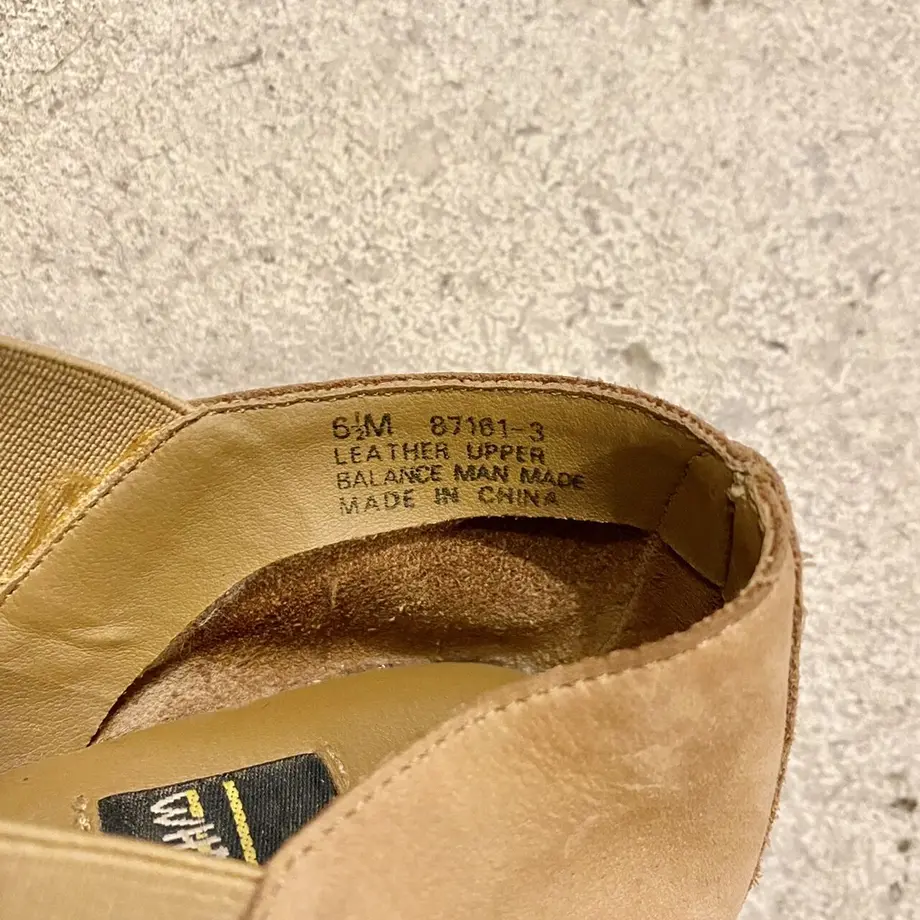 6½M 87161-3
LEATHER UPPER
BALANCE MAN MADE
MADE IN CHINA